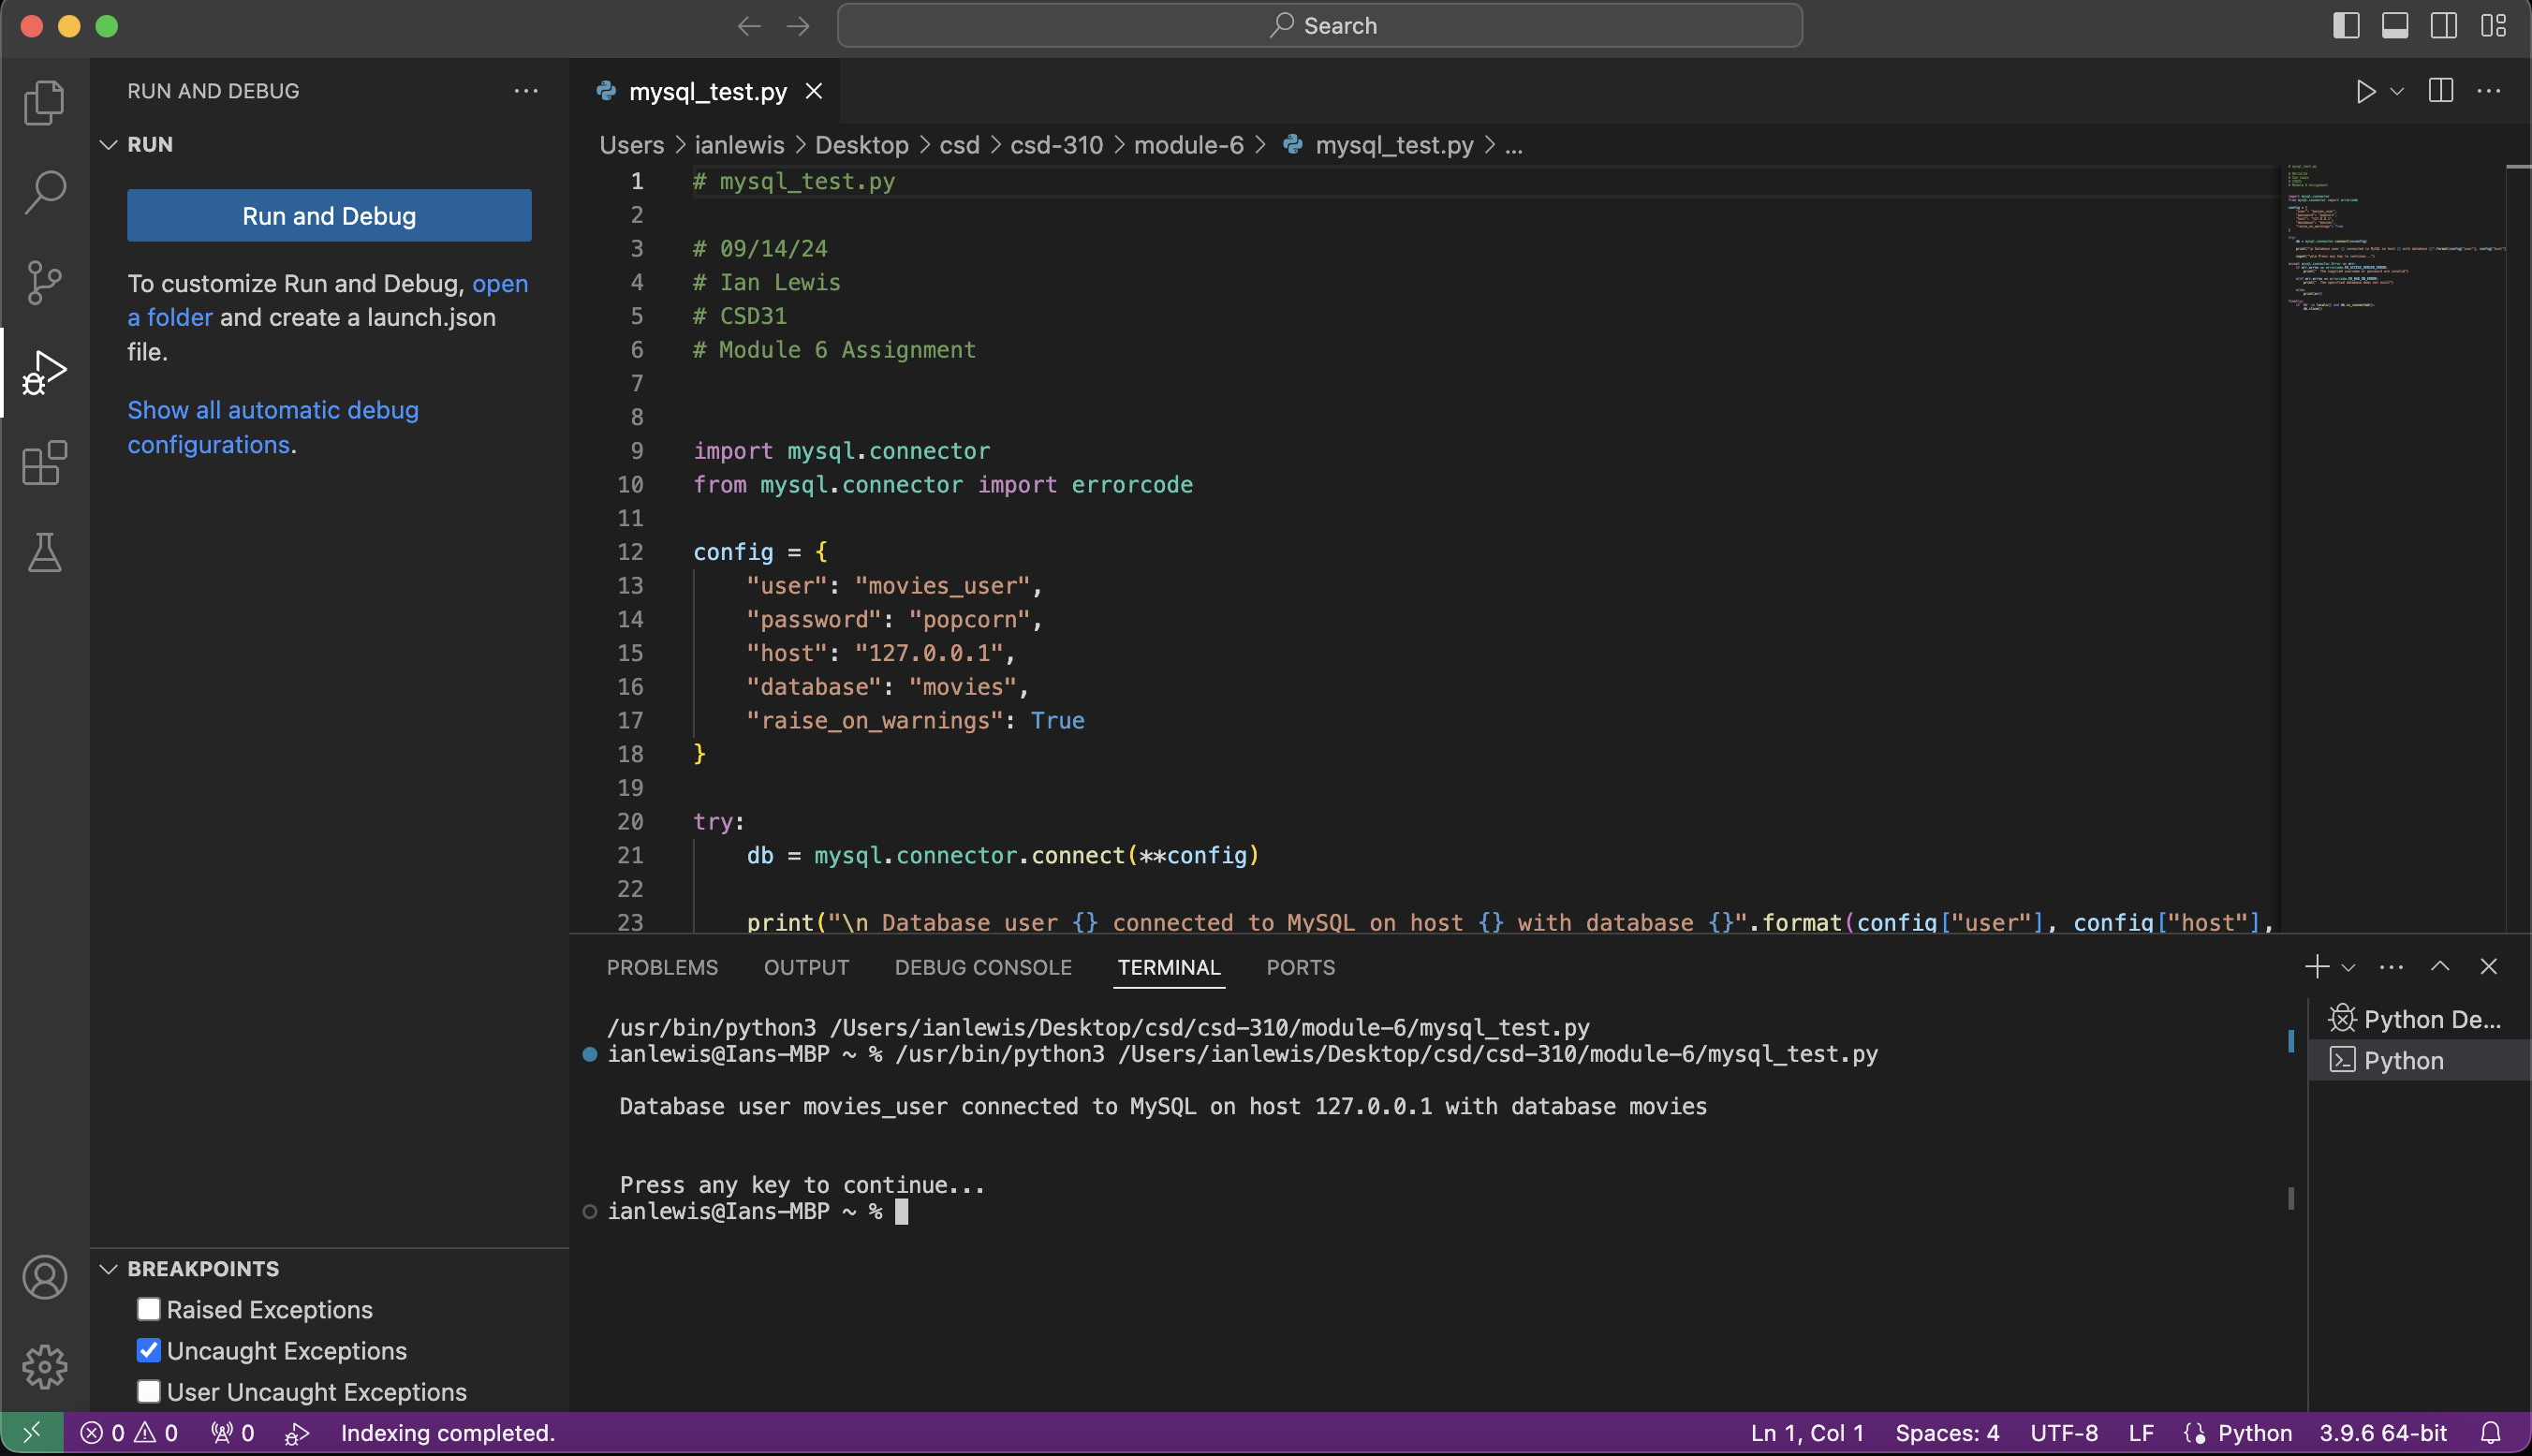 Search
RUN AND DEBUG
RUN
Run and Debug
To customize Run and Debug, open
a folder and create a launch.json
file.
Show all automatic debug
configurations.
BREAKPOINTS
Raised Exceptions
Uncaught Exceptions
User Uncaught Exceptions
mysql_test.py
Users > ianlewis > Desktop > csd > csd-310 > module-6 > mysql_test.py > ...
1 # mysql_test.py
2
3 # 09/14/24
4 # Ian Lewis
5 # CSD31
6 # Module 6 Assignment
7
8
9 import mysql.connector
10 from mysql.connector import errorcode
11
12 config = {
13 "user": "movies_user",
14 "password": "popcorn",
15 "host": "127.0.0.1",
16 "database": "movies",
17 "raise_on_warnings": True
18 }
19
20 try:
21 db = mysql.connector.connect(**config)
22
23 print("\n Database user {} connected to MySQL on host {} with database {}".format(config["user"], config["host"],
PROBLEMS OUTPUT DEBUG CONSOLE TERMINAL PORTS
/usr/bin/python3 /Users/ianlewis/Desktop/csd/csd-310/module-6/mysql_test.py
ianlewis@Ians-MBP ~ % /usr/bin/python3 /Users/ianlewis/Desktop/csd/csd-310/module-6/mysql_test.py
Database user movies_user connected to MySQL on host 127.0.0.1 with database movies
Press any key to continue...
ianlewis@Ians-MBP ~ %
Python De...
Python
0 0 0 Indexing completed. Ln 1, Col 1 Spaces: 4 UTF-8 LF Python 3.9.6 64-bit